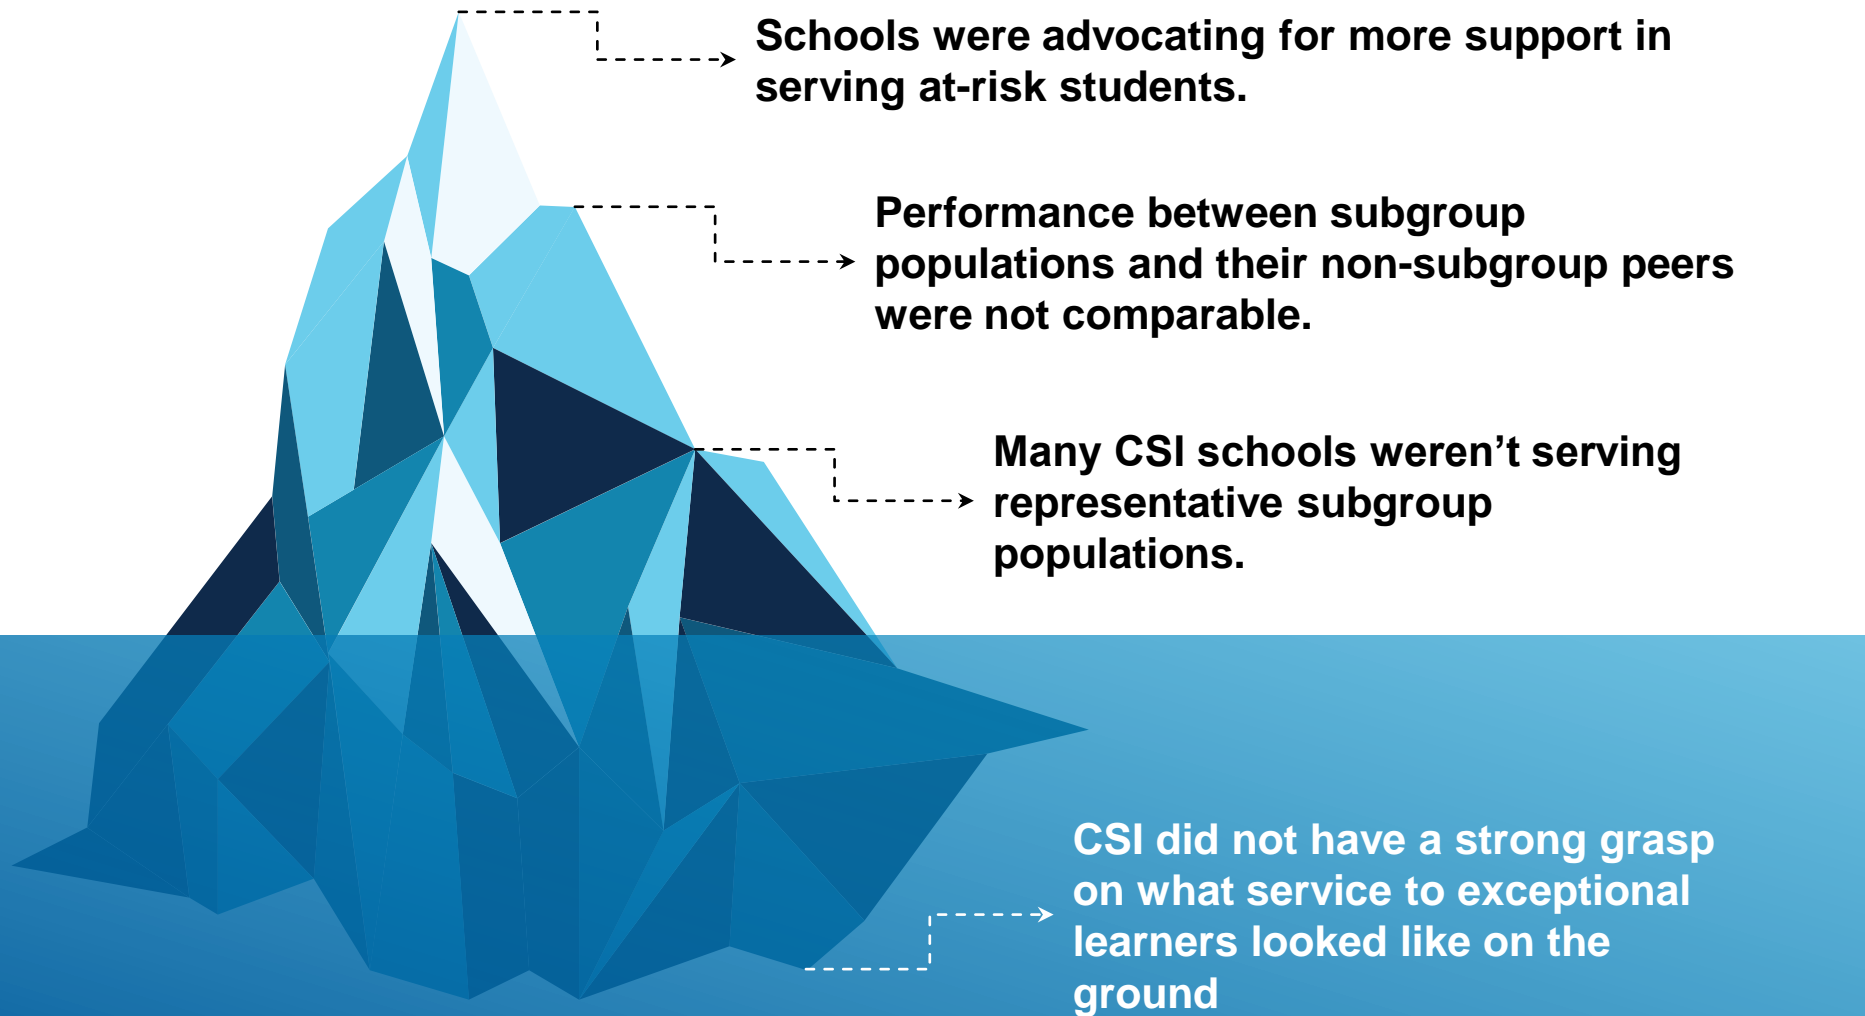 Schools were advocating for more support in
serving at-risk students.
Performance between subgroup
populations and their non-subgroup peers
were not comparable.
Many CSI schools weren’t serving
representative subgroup
populations.
CSI did not have a strong grasp
on what service to exceptional
learners looked like on the
ground